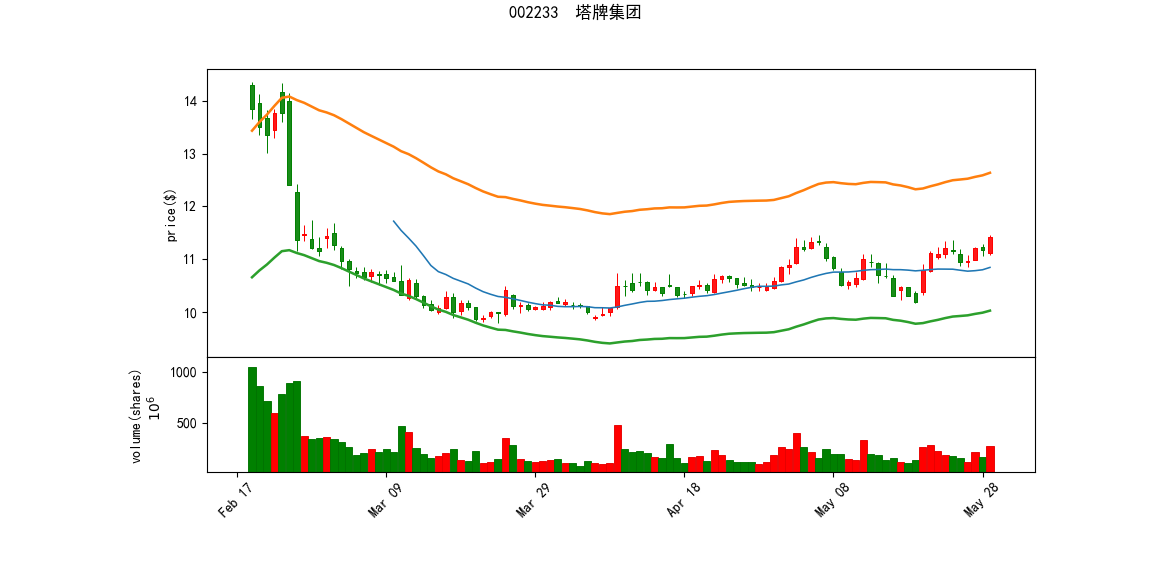 002233 塔牌集团
price($)
14
13
12
11
10
volume(shares)
10^6
1000
500
Feb 17
Mar 09
Mar 29
Apr 18
May 08
May 28